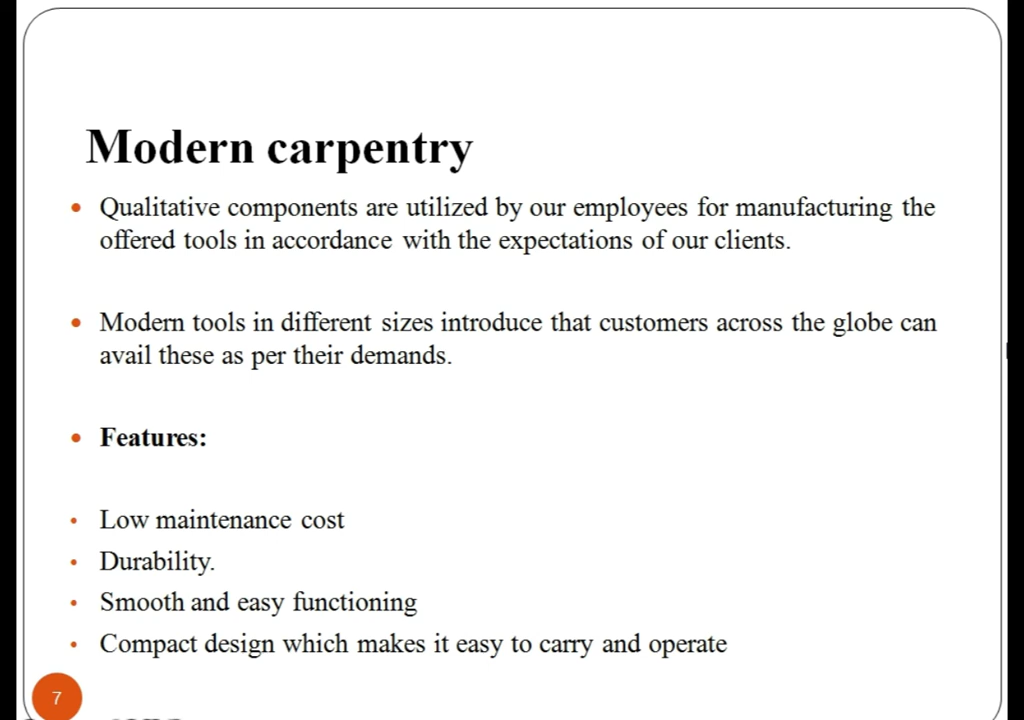 Modern carpentry
Qualitative components are utilized by our employees for manufacturing the
offered tools in accordance with the expectations of our clients.
Modern tools in different sizes introduce that customers across the globe can
avail these as per their demands.
Features:
Low maintenance cost
Durability.
Smooth and easy functioning
Compact design which makes it easy to carry and operate
7